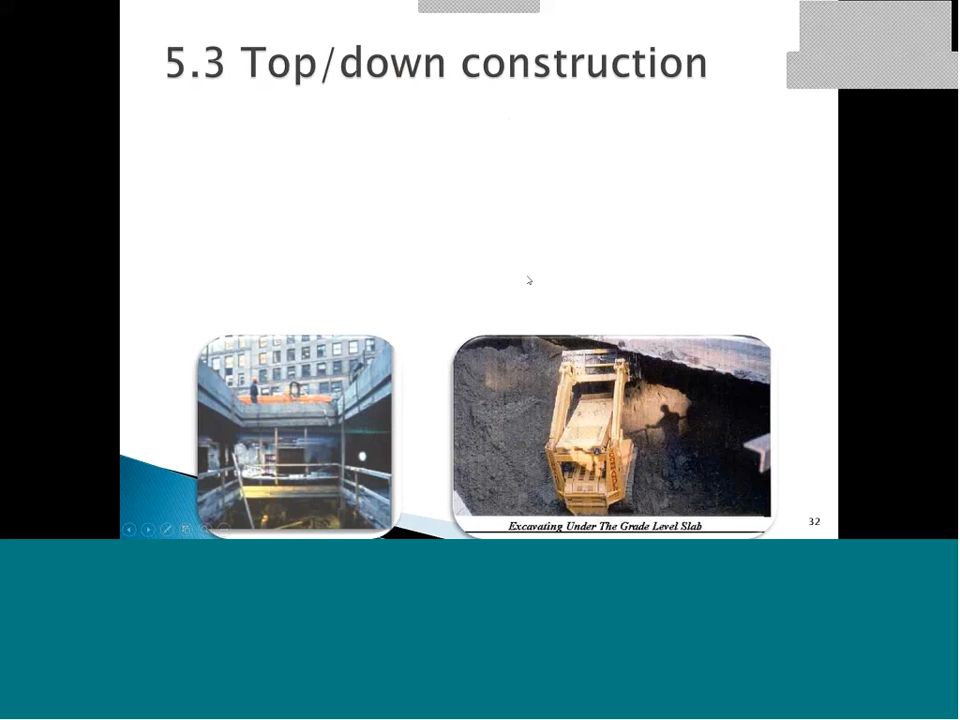 5.3 Top/down construction
Excavating Under The Grade Level Slab
32